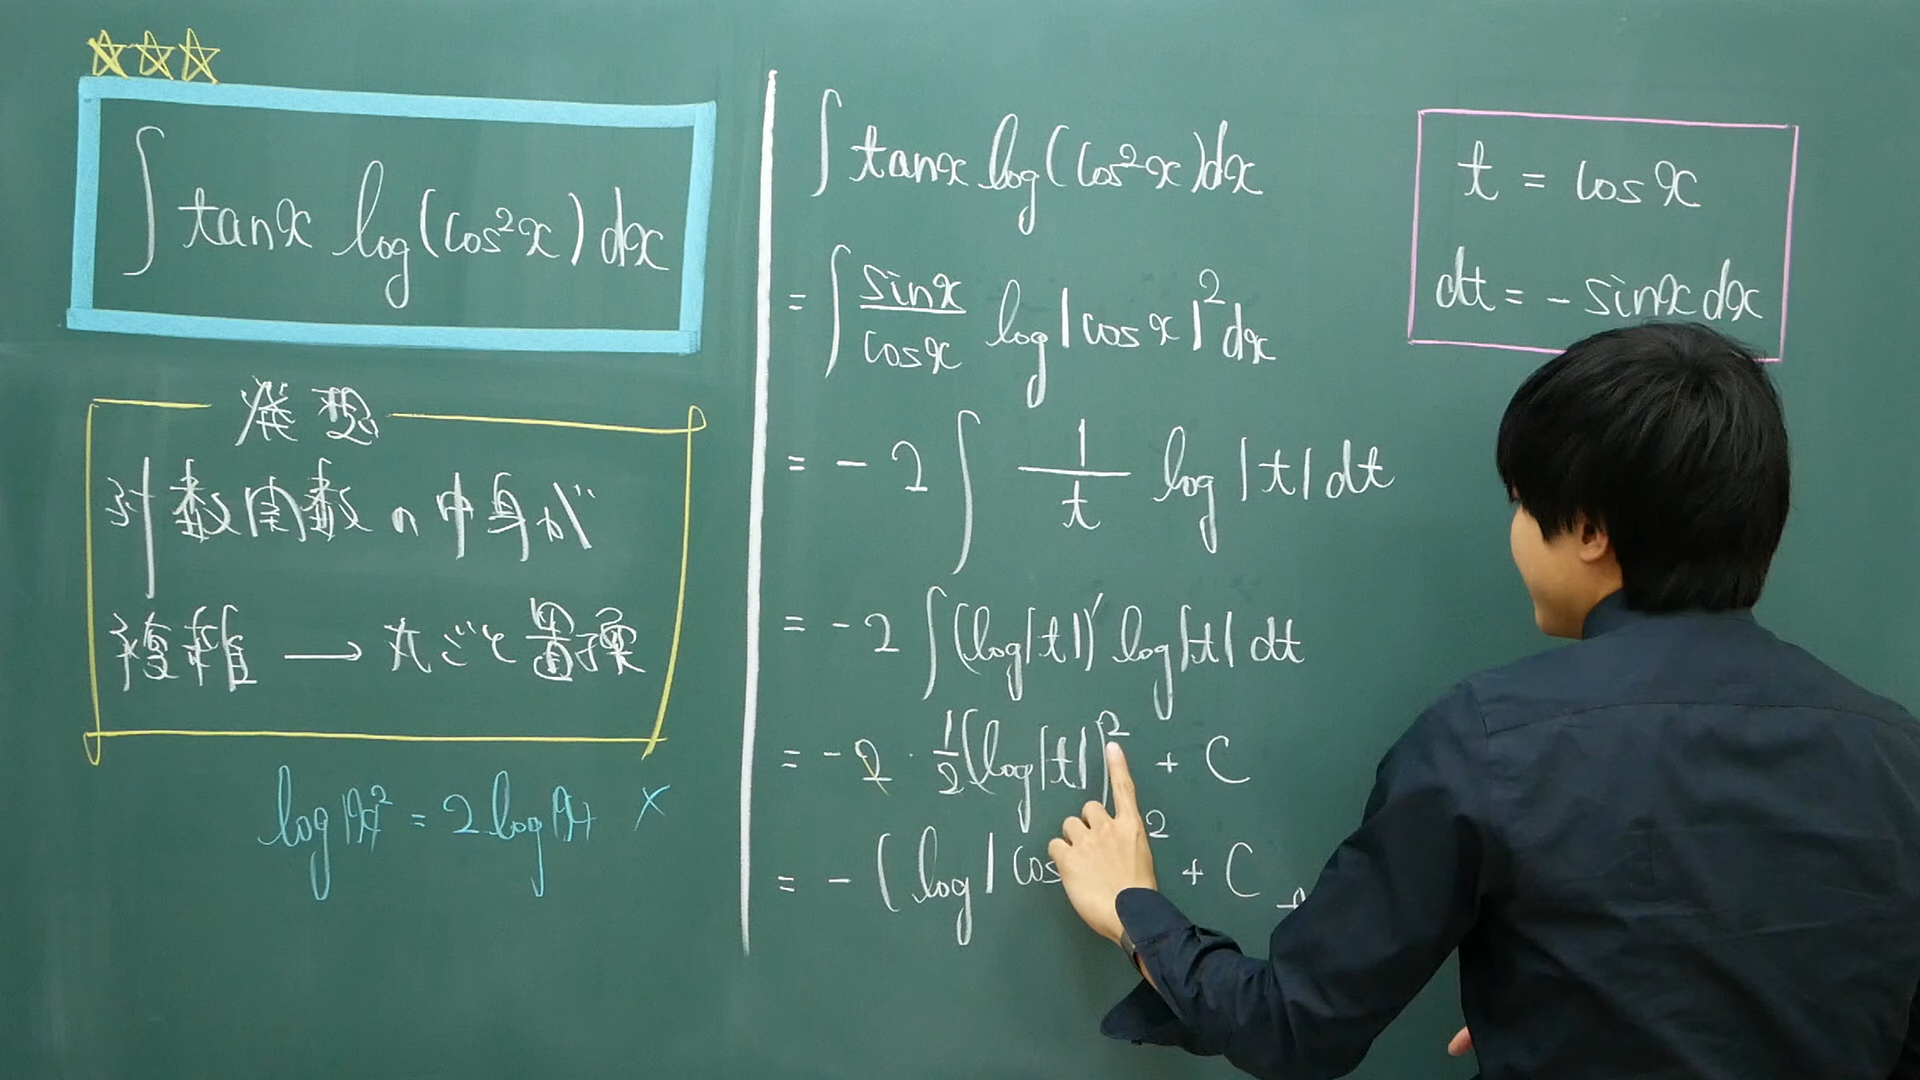 ∫ tanx log(cos²x) dx
発想
対数関数の中身が
複雑 → 丸ごと置換
∫ tanx log(cos²x)dx
= ∫ sinx/cosx log|cosx|² dx
= -2 ∫ 1/t log|t| dt
= -2 ∫ (log|t|)' log|t| dt
= -2 · 1/2 (log|t|)² + C
= - (log|cos ² + C
t = cosx
dt = -sinx dx